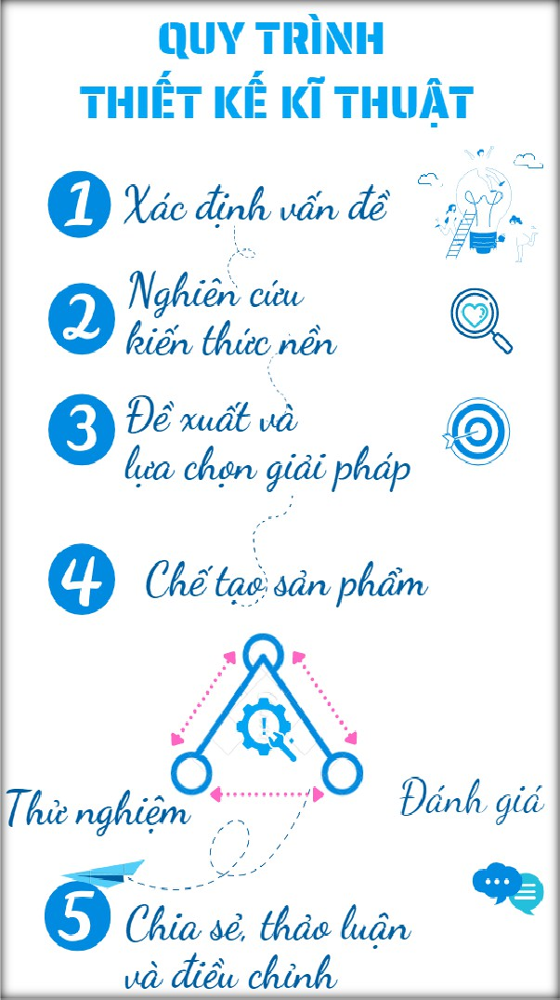 QUY TRÌNH
THIẾT KẾ KĨ THUẬT
1 Xác định vấn đề
2 Nghiên cứu
kiến thức nền
3 Đề xuất và
lựa chọn giải pháp
4 Chế tạo sản phẩm
Thử nghiệm
Đánh giá
5 Chia sẻ, thảo luận
và điều chỉnh